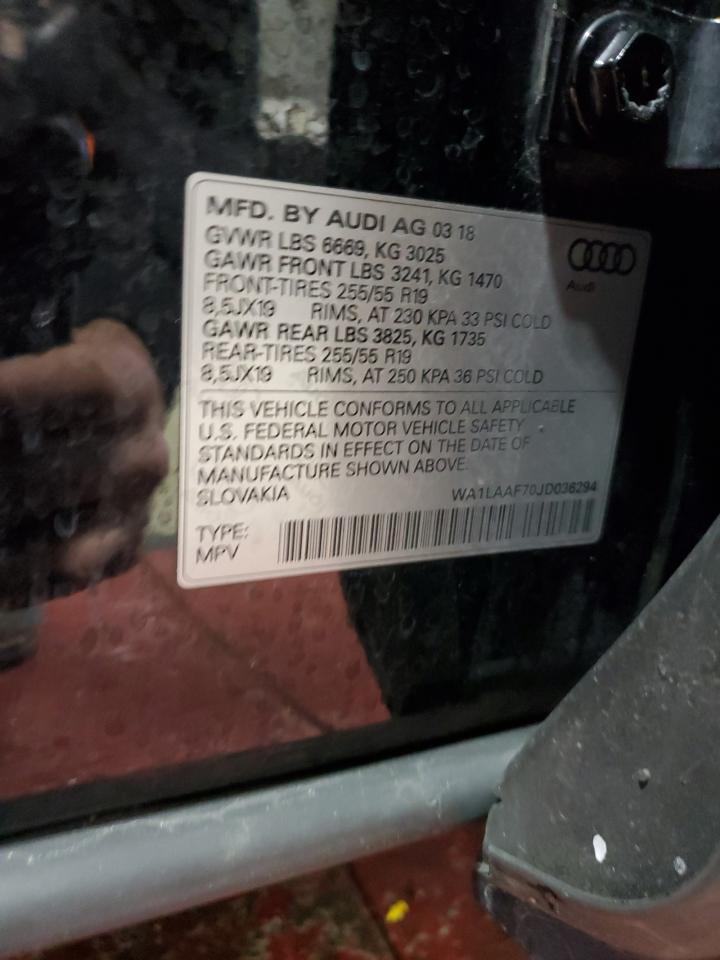 MFD. BY AUDI AG 03 18
GVWR LBS 6669, KG 3025
GAWR FRONT LBS 3241, KG 1470
FRONT-TIRES 255/55 R19
8,5JX19 RIMS, AT 230 KPA 33 PSI COLD
GAWR REAR LBS 3825, KG 1735
REAR-TIRES 255/55 R19
8,5JX19 RIMS, AT 250 KPA 36 PSI COLD
Audi
THIS VEHICLE CONFORMS TO ALL APPLICABLE
U.S. FEDERAL MOTOR VEHICLE SAFETY
STANDARDS IN EFFECT ON THE DATE OF
MANUFACTURE SHOWN ABOVE.
SLOVAKIA WA1LAAF70JD036294
TYPE:
MPV